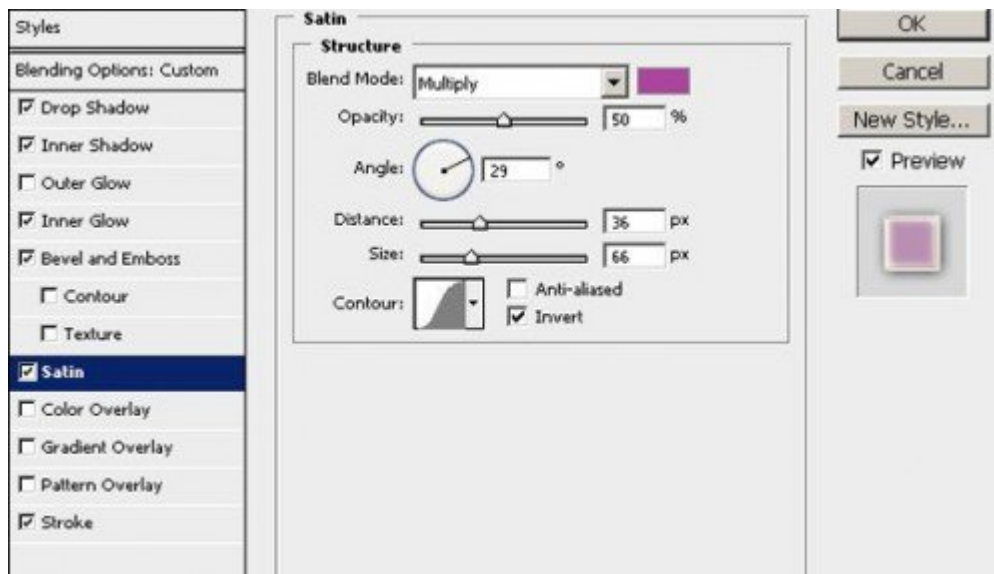 Styles
Blending Options: Custom
Drop Shadow
Inner Shadow
Outer Glow
Inner Glow
Bevel and Emboss
Contour
Texture
Satin
Color Overlay
Gradient Overlay
Pattern Overlay
Stroke
Satin
Structure
Blend Mode: Multiply
Opacity: 50 %
Angle: 29 °
Distance: 36 px
Size: 66 px
Contour: Anti-aliased
Invert
OK
Cancel
New Style...
Preview